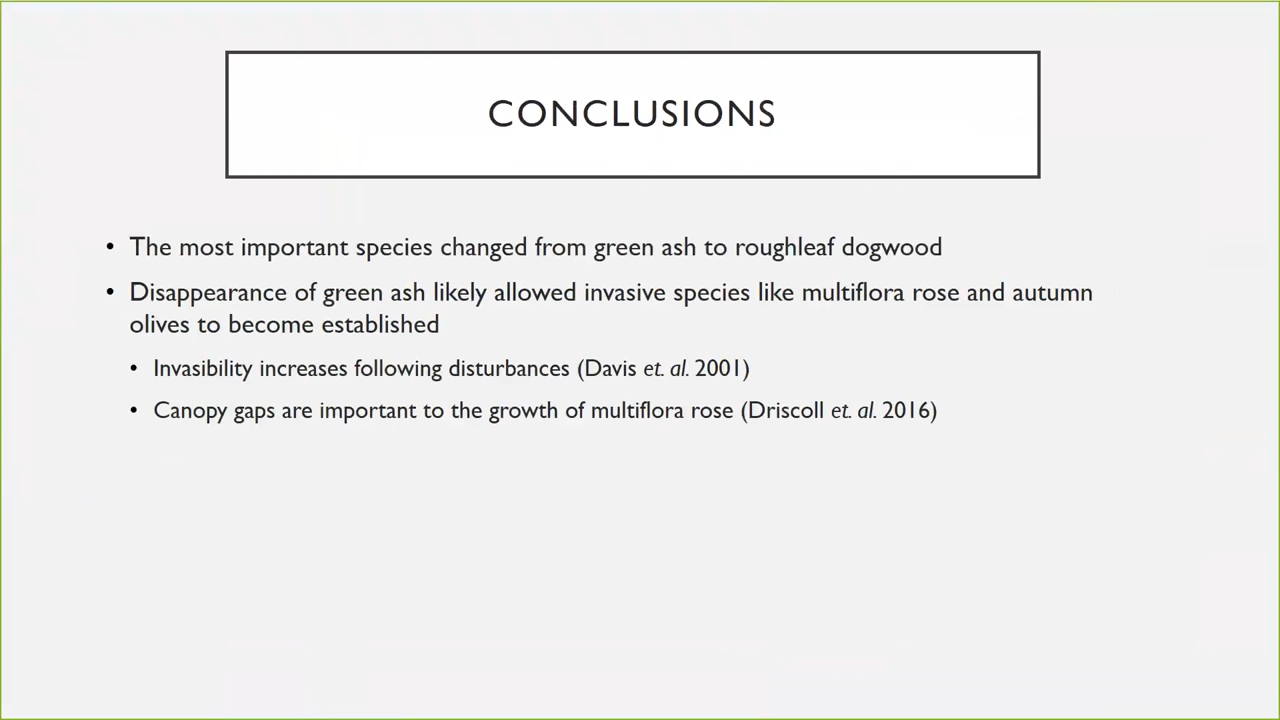 CONCLUSIONS
• The most important species changed from green ash to roughleaf dogwood
• Disappearance of green ash likely allowed invasive species like multiflora rose and autumn
olives to become established
• Invasibility increases following disturbances (Davis et. al. 2001)
• Canopy gaps are important to the growth of multiflora rose (Driscoll et. al. 2016)